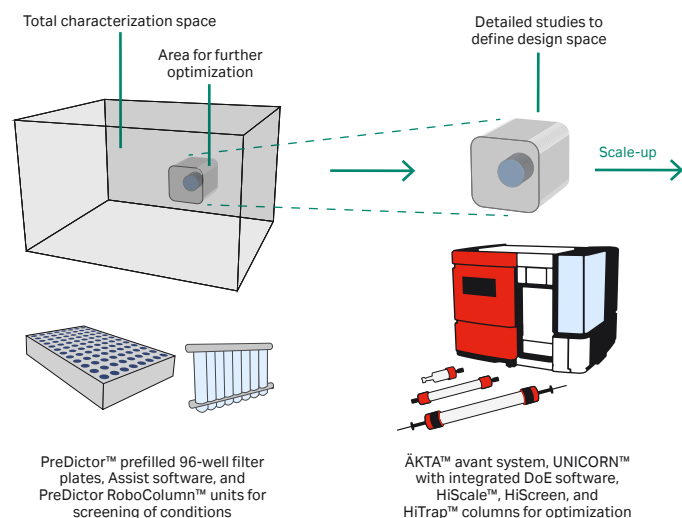 Total characterization space
Area for further
optimization
Detailed studies to
define design space
Scale-up
PreDictor™ prefilled 96-well filter
plates, Assist software, and
PreDictor RoboColumn™ units for
screening of conditions
ÄKTA™ avant system, UNICORN™
with integrated DoE software,
HiScale™, HiScreen, and
HiTrap™ columns for optimization